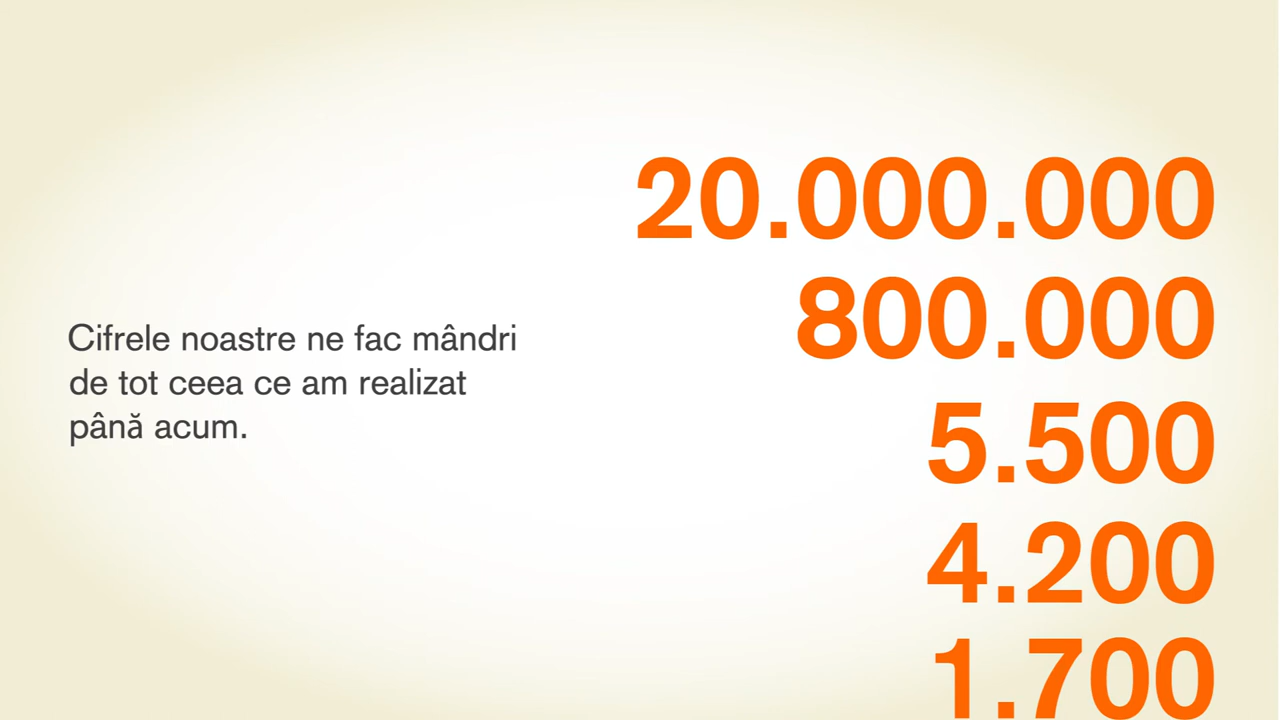 Cifrele noastre ne fac mândri
de tot ceea ce am realizat
până acum.
20.000.000
800.000
5.500
4.200
1.700